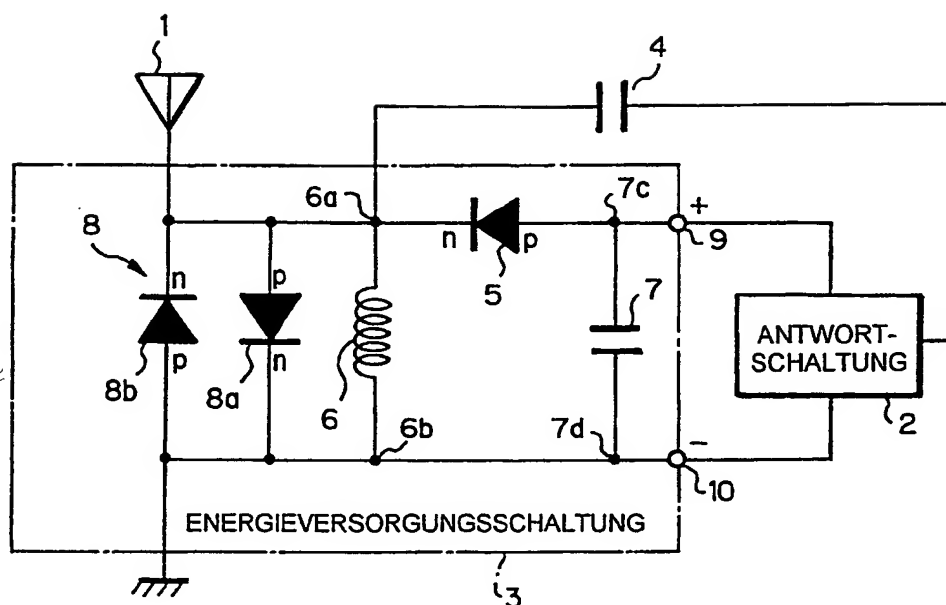 1
4
6a
7c
+
9
n
p
5
8
n
p
7
6
ANTWORT-
SCHALTUNG
2
p
8b
n
8a
6b
7d
−
10
ENERGIEVERSORGUNGSSCHALTUNG
3